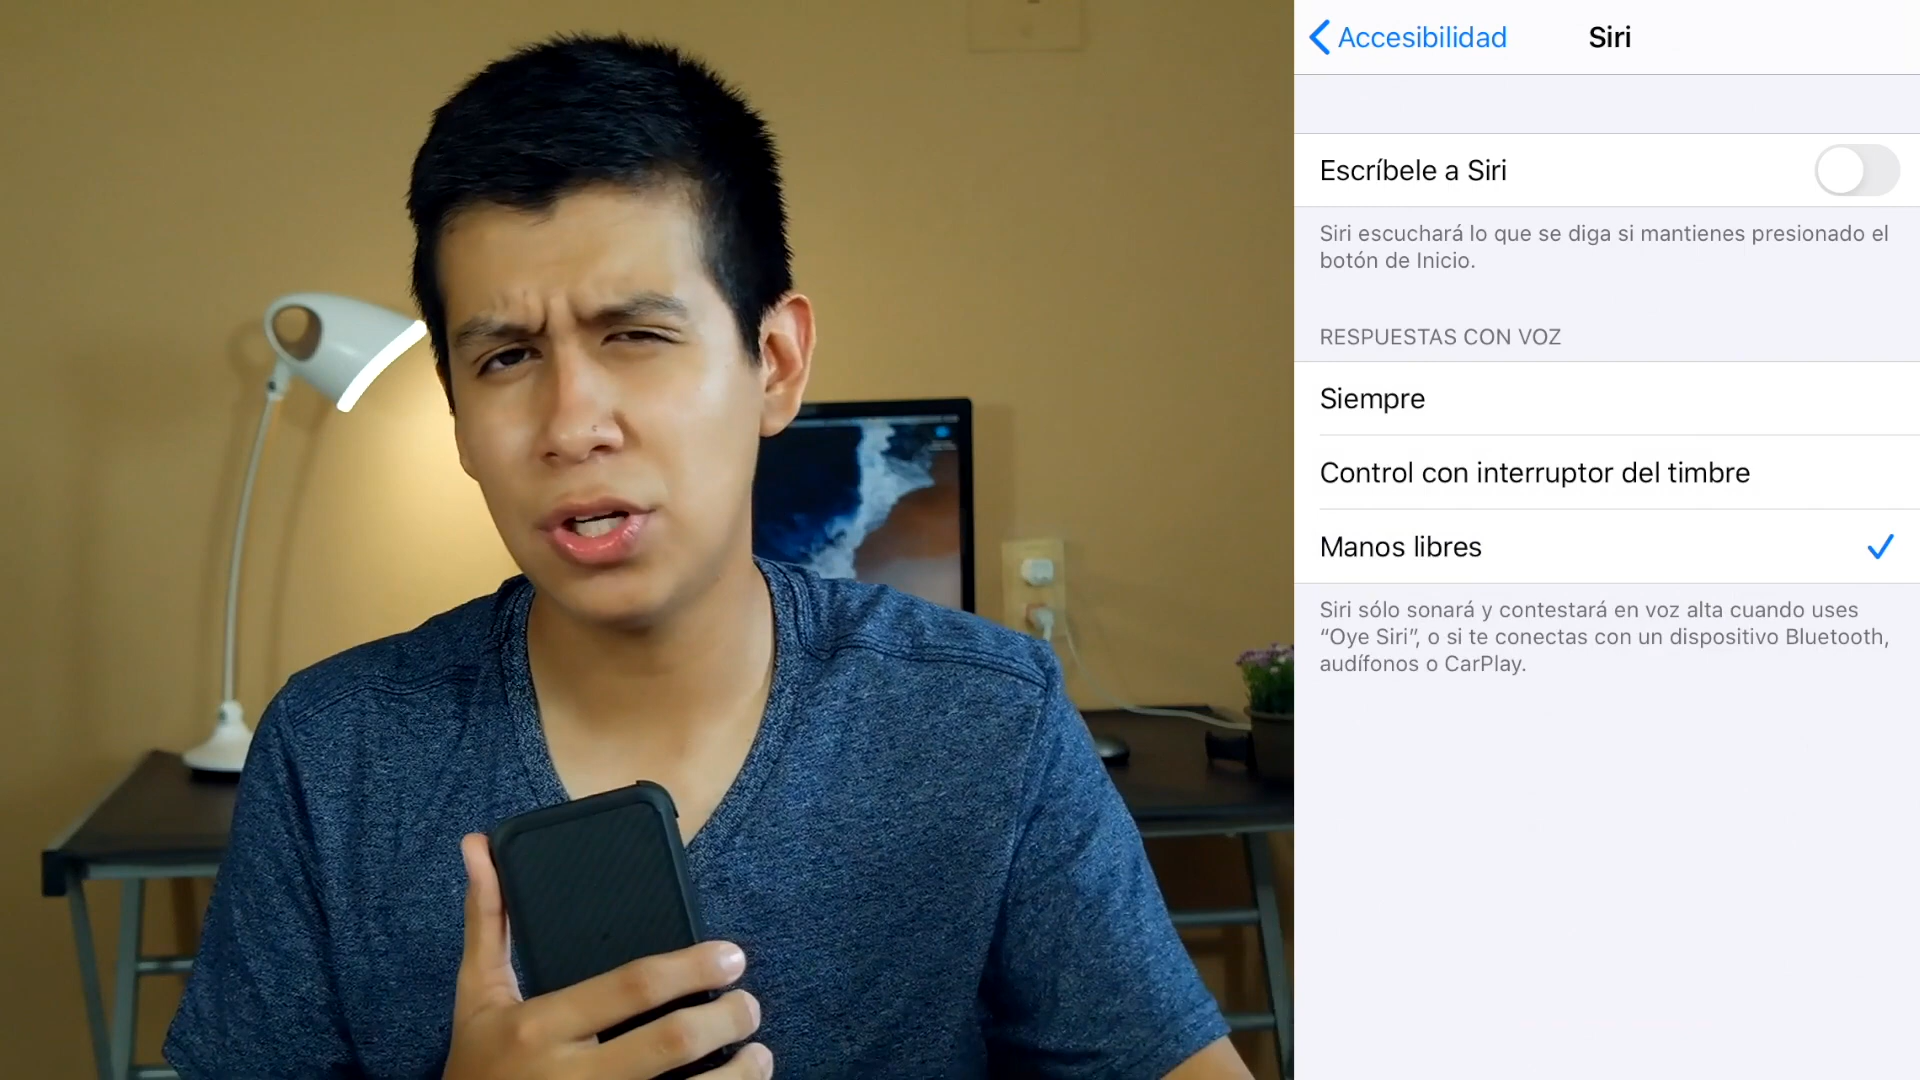 Accesibilidad
Siri
Escríbele a Siri
Siri escuchará lo que se diga si mantienes presionado el
botón de Inicio.
RESPUESTAS CON VOZ
Siempre
Control con interruptor del timbre
Manos libres
Siri sólo sonará y contestará en voz alta cuando uses
“Oye Siri”, o si te conectas con un dispositivo Bluetooth,
audífonos o CarPlay.